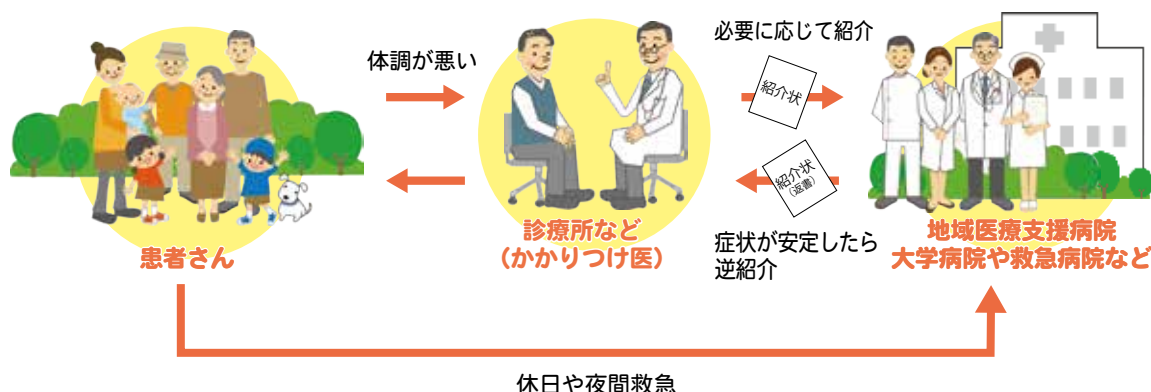 体調が悪い
必要に応じて紹介
紹介状
紹介状
(返書)
症状が安定したら
逆紹介
患者さん
診療所など
(かかりつけ医)
地域医療支援病院
大学病院や救急病院など
休日や夜間救急